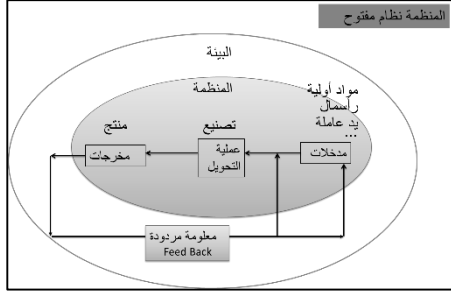 المنظمة نظام مفتوح
البيئة
المنظمة
مواد أولية
رأسمال
يد عاملة
...
تصنيع
منتج
مدخلات
عملية
التحويل
مخرجات
معلومة مردودة
Feed Back